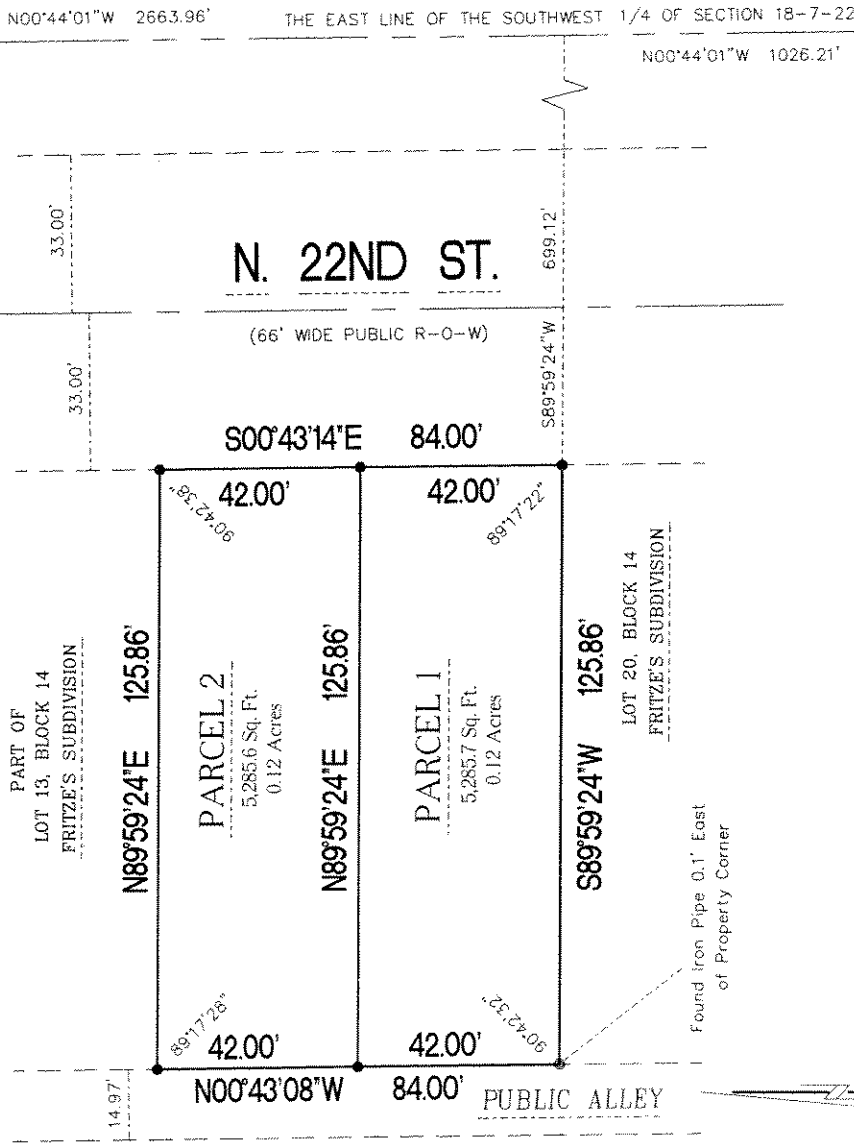 N00°44'01"W 2663.96' THE EAST LINE OF THE SOUTHWEST 1/4 OF SECTION 18-7-22
N00°44'01"W 1026.21'
33.00'
N. 22ND ST.
699.12'
(66' WIDE PUBLIC R-O-W)
33.00'
S89°59'24"W
S00°43'14"E 84.00'
42.00'
42.00'
90°42'38"
89°17'22"
PART OF
LOT 13, BLOCK 14
FRITZE'S SUBDIVISION
N89°59'24"E 125.86'
PARCEL 2
5,285.6 Sq. Ft.
0.12 Acres
N89°59'24"E 125.86'
PARCEL 1
5,285.7 Sq. Ft.
0.12 Acres
S89°59'24"W 125.86'
LOT 20, BLOCK 14
FRITZE'S SUBDIVISION
Found Iron Pipe 0.1' East
of Property Corner
89°17'28"
90°42'32"
42.00'
42.00'
N00°43'08"W 84.00'
14.97'
PUBLIC ALLEY